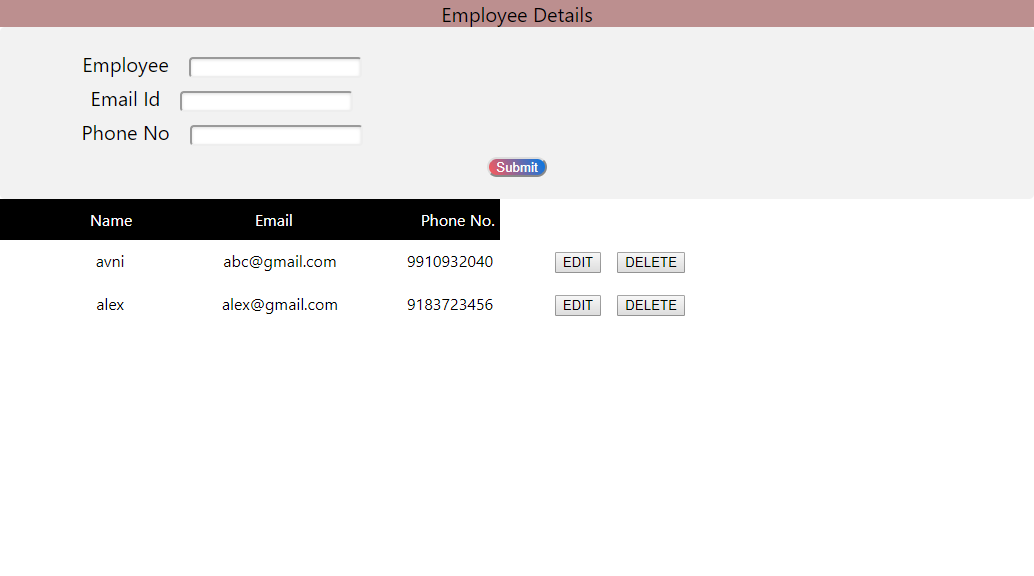 Employee Details
Employee
Email Id
Phone No
Submit
Name Email Phone No.
avni abc@gmail.com 9910932040 EDIT DELETE
alex alex@gmail.com 9183723456 EDIT DELETE